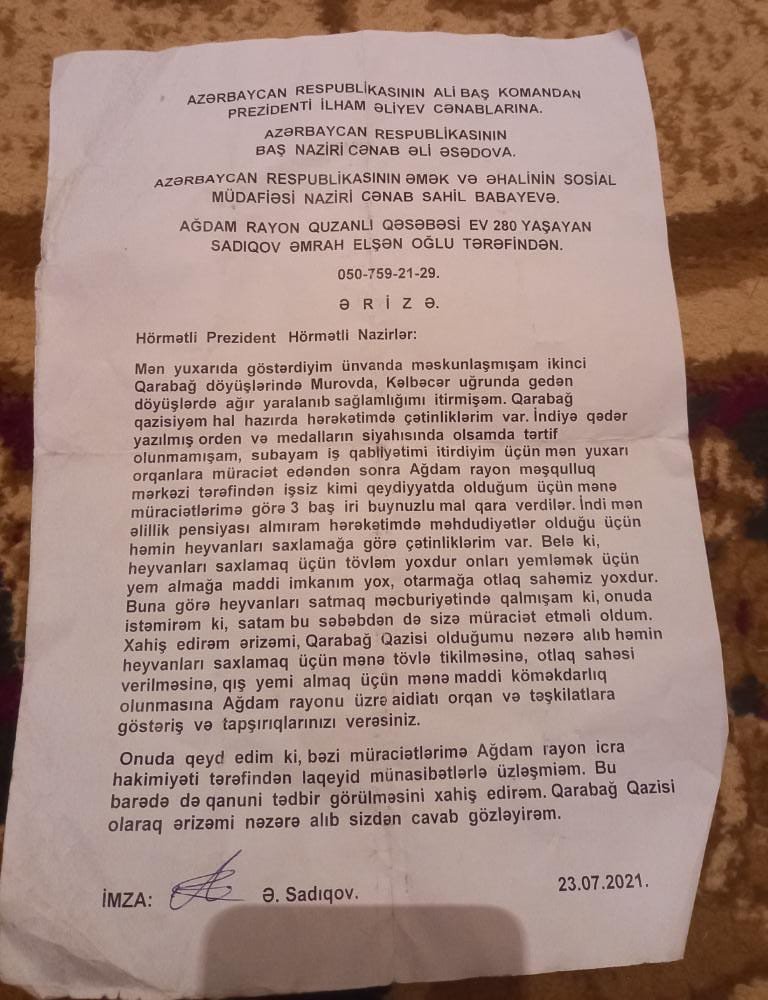 AZƏRBAYCAN RESPUBLİKASININ ALİ BAŞ KOMANDAN
PREZİDENTİ İLHAM ƏLİYEV CƏNABLARINA.
AZƏRBAYCAN RESPUBLİKASININ
BAŞ NAZİRİ CƏNAB ƏLİ ƏSƏDOVA.
AZƏRBAYCAN RESPUBLİKASININ ƏMƏK VƏ ƏHALİNİN SOSİAL
MÜDAFİƏSİ NAZİRİ CƏNAB SAHİL BABAYEVƏ.
AĞDAM RAYON QUZANLI QƏSƏBƏSİ EV 280 YAŞAYAN
SADIQOV ƏMRAH ELŞƏN OĞLU TƏRƏFİNDƏN.
050-759-21-29.
Ə R İ Z Ə.
Hörmətli Prezident Hörmətli Nazirlər:
Mən yuxarıda göstərdiyim ünvanda məskunlaşmışam ikinci
Qarabağ döyüşlərində Murovda, Kəlbəcər uğrunda gedən
döyüşlərdə ağır yaralanıb sağlamlığımı itirmişəm. Qarabağ
qazisiyəm hal hazırda hərəkətimdə çətinliklərim var. İndiyə qədər
yazılmış orden və medalların siyahısında olsamda tərtif
olunmamışam, subayam iş qabliyətimi itirdiyim üçün mən yuxarı
orqanlara müraciət edəndən sonra Ağdam rayon məşqulluq
mərkəzi tərəfindən işsiz kimi qeydiyyatda olduğum üçün mənə
müraciətlərimə görə 3 baş iri buynuzlu mal qara verdilər. İndi mən
əlillik pensiyası almıram hərəkətimdə məhdudiyətlər olduğu üçün
həmin heyvanları saxlamağa görə çətinliklərim var. Belə ki,
heyvanları saxlamaq üçün tövləm yoxdur onları yemləmək üçün
yem almağa maddi imkanım yox, otarmağa otlaq sahəmiz yoxdur.
Buna görə heyvanları satmaq məcburiyətində qalmışam ki, onuda
istəmirəm ki, satam bu səbəbdən də sizə müraciət etməli oldum.
Xahiş edirəm ərizəmi, Qarabağ Qazisi olduğumu nəzərə alıb həmin
heyvanları saxlamaq üçün mənə tövlə tikilməsinə, otlaq sahəsi
verilməsinə, qış yemi almaq üçün mənə maddi köməkdarlıq
olunmasına Ağdam rayonu üzrə aidiatı orqan və təşkilatlara
göstəriş və tapşırıqlarınızı verəsiniz.
Onuda qeyd edim ki, bəzi müraciətlərimə Ağdam rayon icra
hakimiyəti tərəfindən laqeyid münasibətlərlə üzləşmiəm. Bu
barədə də qanuni tədbir görülməsini xahiş edirəm. Qarabağ Qazisi
olaraq ərizəmi nəzərə alıb sizdən cavab gözləyirəm.
İMZA: Ə. Sadıqov. 23.07.2021.